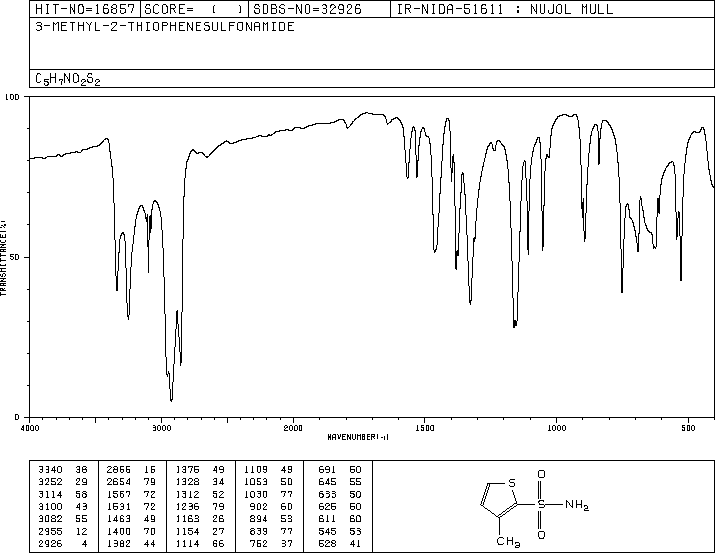 HIT-NO=16857 SCORE= ( ) SDBS-NO=32926 IR-NIDA-51611 : NUJOL MULL
3-METHYL-2-THIOPHENESULFONAMIDE
C5H7NO2S2
100
50
0
TRANSMITTANCE(%)
4000 3000 2000 1500 1000 500
WAVENUMBER(-1)
3340 38 2866 15 1376 49 1109 49 691 50
3252 29 2654 79 1328 34 1053 50 645 55
3114 58 1567 72 1312 52 1030 77 633 50
3100 43 1531 72 1236 79 902 60 625 50
3082 55 1463 49 1163 26 894 53 611 60
2955 12 1400 70 1154 27 839 77 545 53
2926 4 1382 44 1114 66 752 37 528 41
S
O
S
NH2
O
CH3